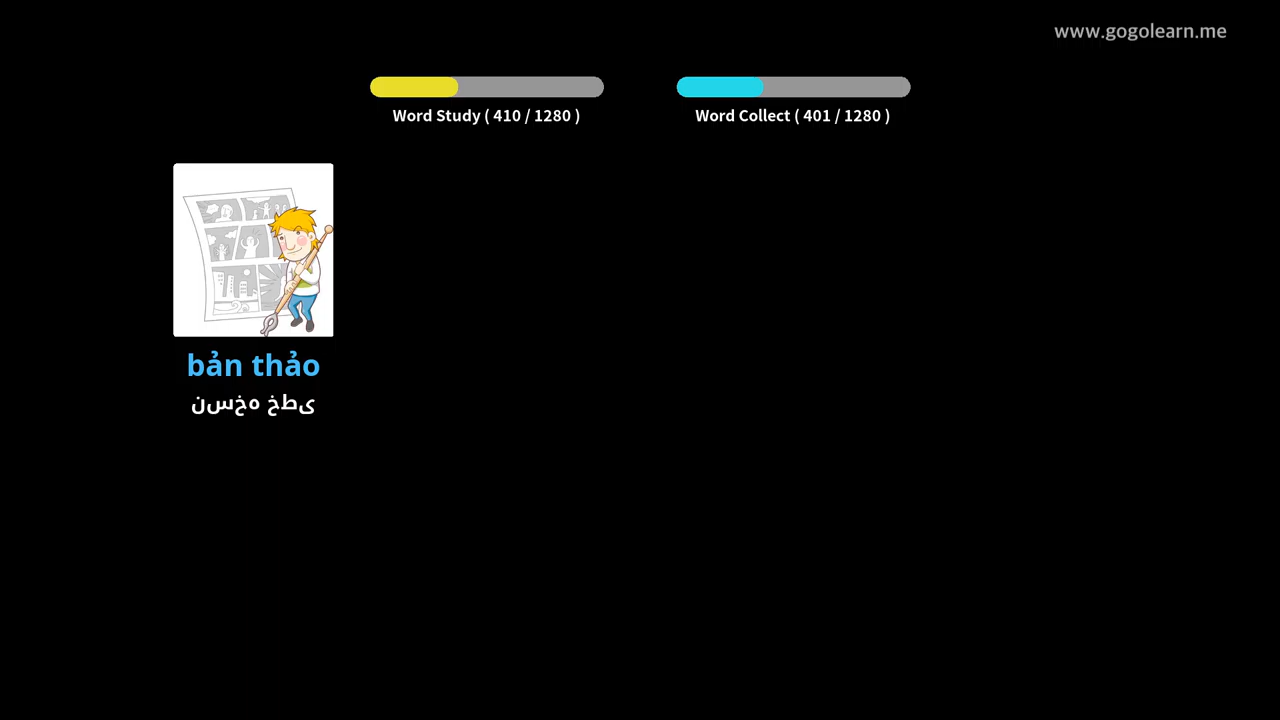 www.gogolearn.me
Word Study ( 410 / 1280 )
Word Collect ( 401 / 1280 )
bản thảo
نسخه خطی